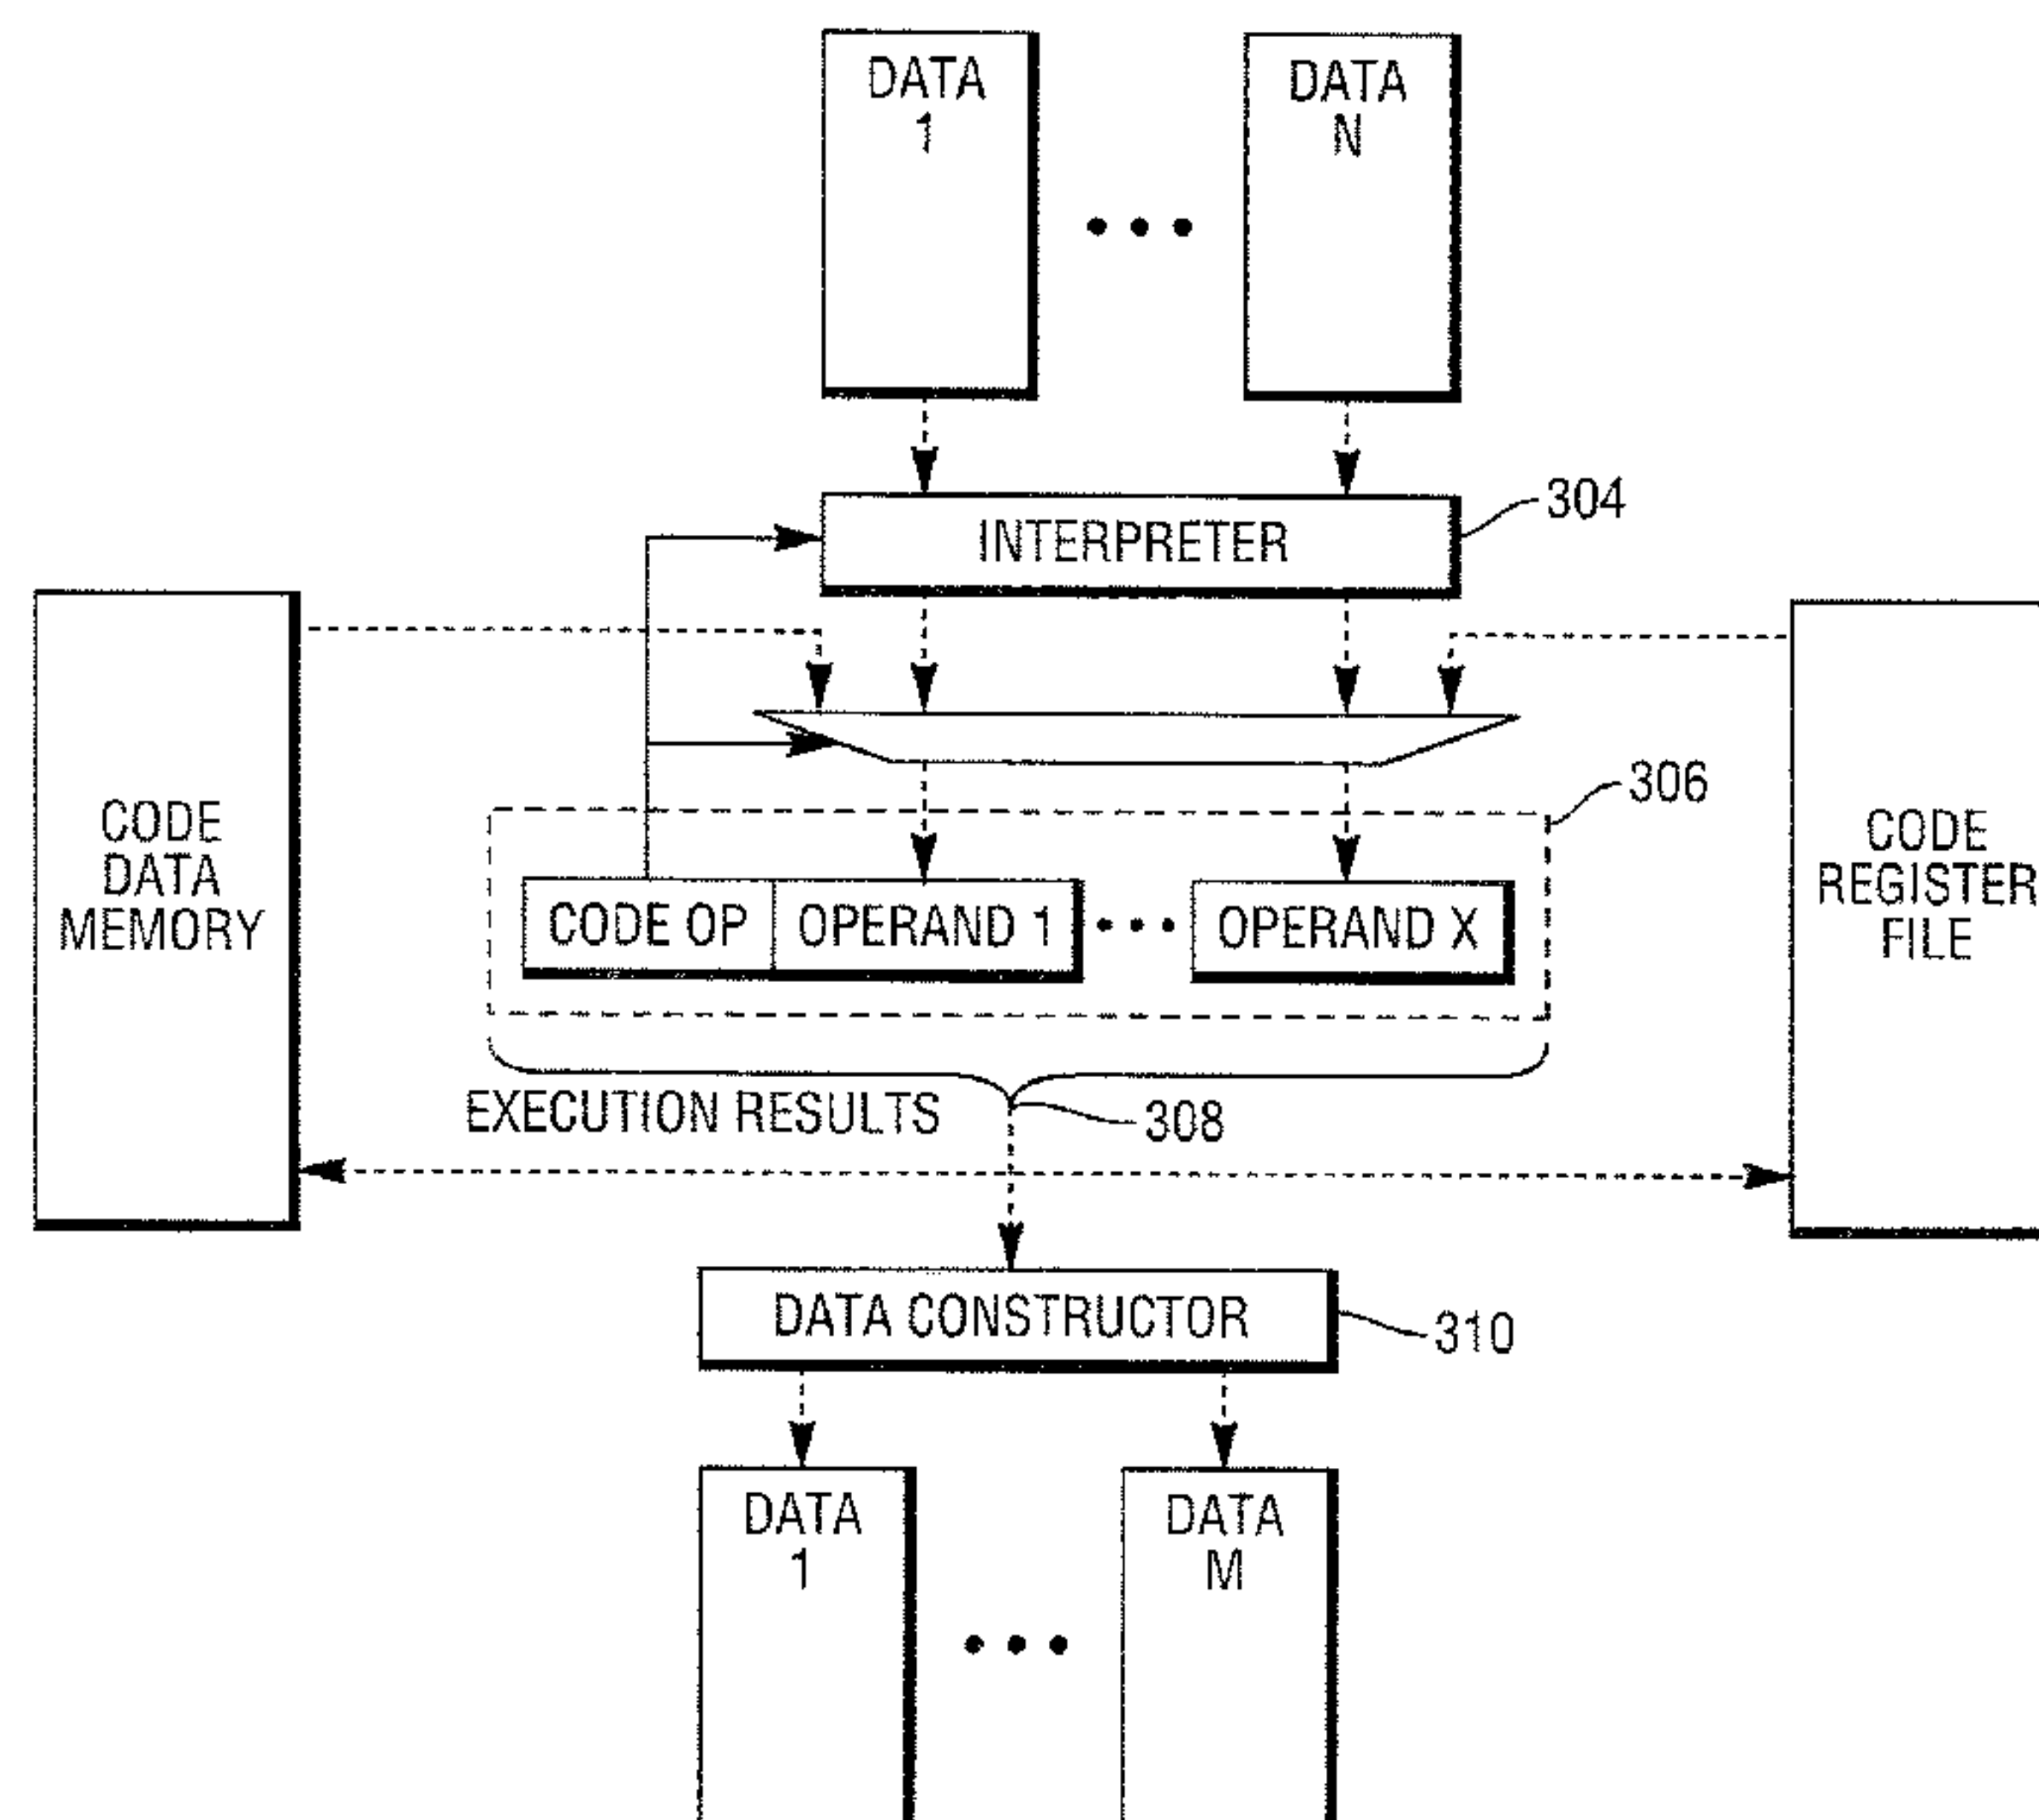 DATA
1
DATA
N
INTERPRETER
304
CODE
DATA
MEMORY
306
CODE OP
OPERAND 1
OPERAND X
CODE
REGISTER
FILE
EXECUTION RESULTS
308
DATA CONSTRUCTOR
310
DATA
1
DATA
M